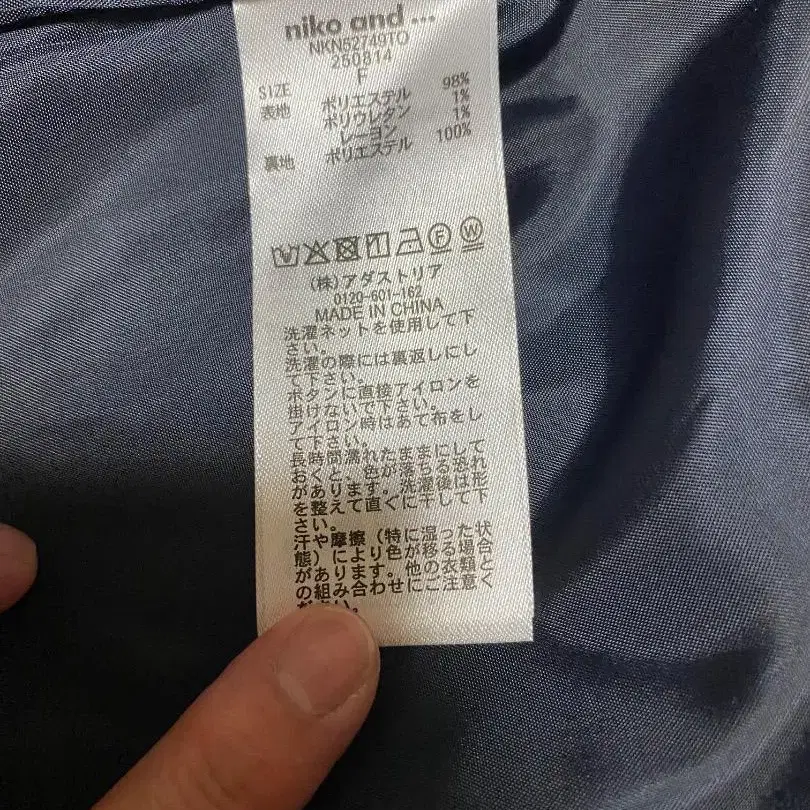 niko and ...
NKN52749TO
250814
SIZE F
表地 ポリエステル 98%
ポリウレタン 1%
レーヨン 1%
裏地 ポリエステル 100%
(株)アダストリア
0120-601-162
MADE IN CHINA
洗濯ネットを使用して下
さい。
洗濯の際には裏返しにし
て下さい。
ボタンに直接アイロンを
掛けないで下さい。
アイロン時はあて布をし
て下さい。
長時間濡れたままにして
おくと、色が落ちる恐れ
があります。洗濯後は形
を整えて直ぐに干して下
さい。
汗や摩擦(特に湿った状
態)により色が移る場合
があります。他の衣類と
の組み合わせにご注意く
ださい。